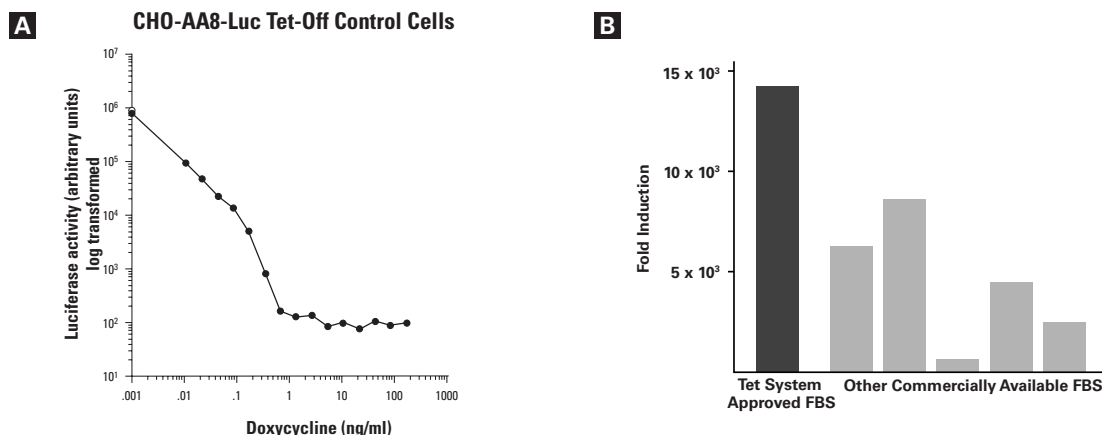 A
CHO-AA8-Luc Tet-Off Control Cells
Luciferase activity (arbitrary units)
log transformed
10⁷
10⁶
10⁵
10⁴
10³
10²
10¹
.001 .01 .1 1 10 100 1000
Doxycycline (ng/ml)
B
Fold Induction
15 x 10³
10 x 10³
5 x 10³
Tet System
Approved FBS
Other Commercially Available FBS